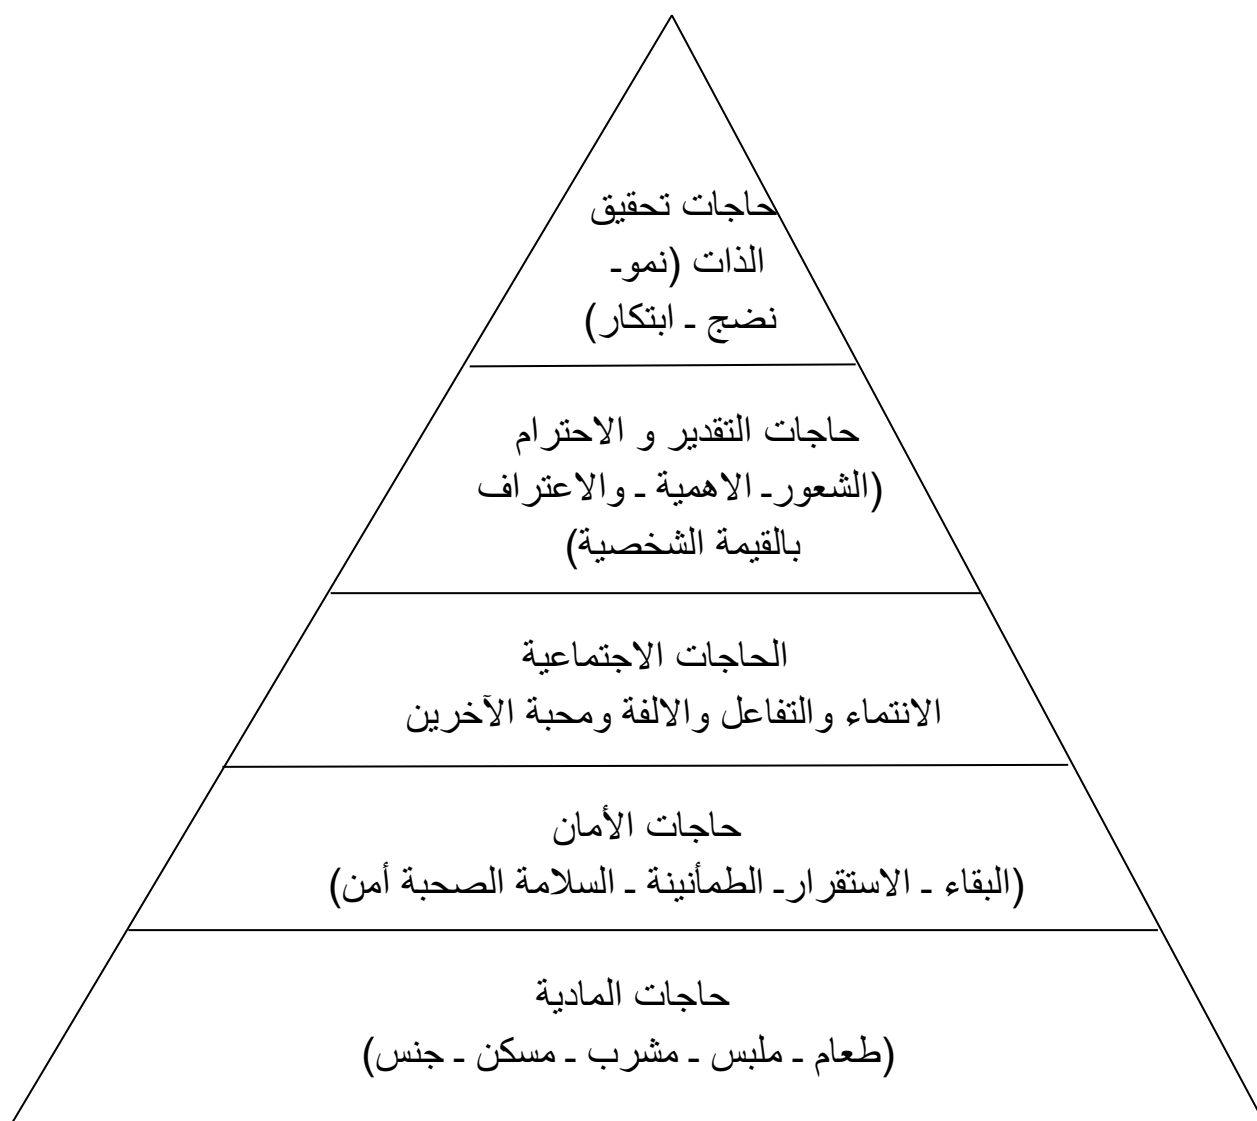 حاجات تحقيق
الذات (نمو-
نضج - ابتكار)
حاجات التقدير و الاحترام
(الشعور- الاهمية - والاعتراف
بالقيمة الشخصية)
الحاجات الاجتماعية
الانتماء والتفاعل والالفة ومحبة الآخرين
حاجات الأمان
(البقاء - الاستقرار- الطمأنينة - السلامة الصحبة أمن)
حاجات المادية
(طعام - ملبس - مشرب - مسكن - جنس)